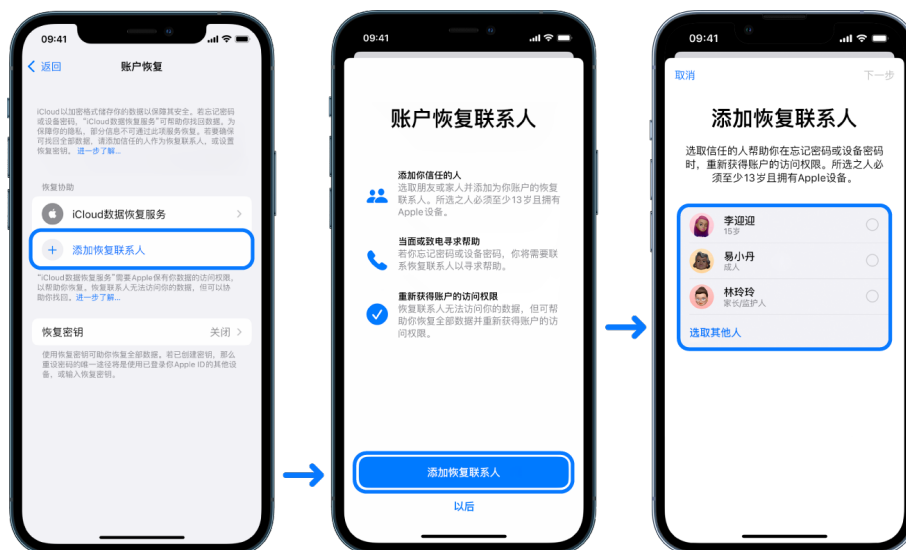 09:41
返回
账户恢复
iCloud以加密格式储存你的数据以保障其安全。若忘记密码
或设备密码，“iCloud数据恢复服务”可帮助你找回数据。为
保障你的隐私，部分信息不可通过此项服务恢复。若要确保
可找回全部数据，请添加信任的人作为恢复联系人，或设置
恢复密钥。进一步了解...
恢复协助
iCloud数据恢复服务
添加恢复联系人
“iCloud数据恢复服务”需要Apple保有你数据的访问权限，
以帮助你恢复。恢复联系人无法访问你的数据，但可以协
助你找回。进一步了解...
恢复密钥 关闭
使用恢复密钥可助你恢复全部数据。若已创建密钥，那么
重设密码的唯一途径将是使用已登录你Apple ID的其他设
备，或输入恢复密钥。
09:41
账户恢复联系人
添加你信任的人
选取朋友或家人并添加为你账户的恢复
联系人。所选之人必须至少13岁且拥有
Apple设备。
当面或致电寻求帮助
若你忘记密码或设备密码，你将需要联
系恢复联系人以寻求帮助。
重新获得账户的访问权限
恢复联系人无法访问你的数据，但可帮
助你恢复全部数据并重新获得账户的访
问权限。
添加恢复联系人
以后
09:41
取消 下一步
添加恢复联系人
选取信任的人帮助你在忘记密码或设备密码
时，重新获得账户的访问权限。所选之人必
须至少13岁且拥有Apple设备。
李迎迎
15岁
易小丹
成人
林玲玲
家长/监护人
选取其他人